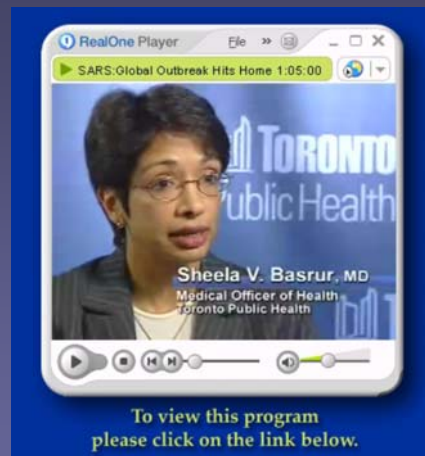 RealOne Player File »
SARS:Global Outbreak Hits Home 1:05:00
TORONTO
Public Health
Sheela V. Basrur, MD
Medical Officer of Health
Toronto Public Health
To view this program
please click on the link below.